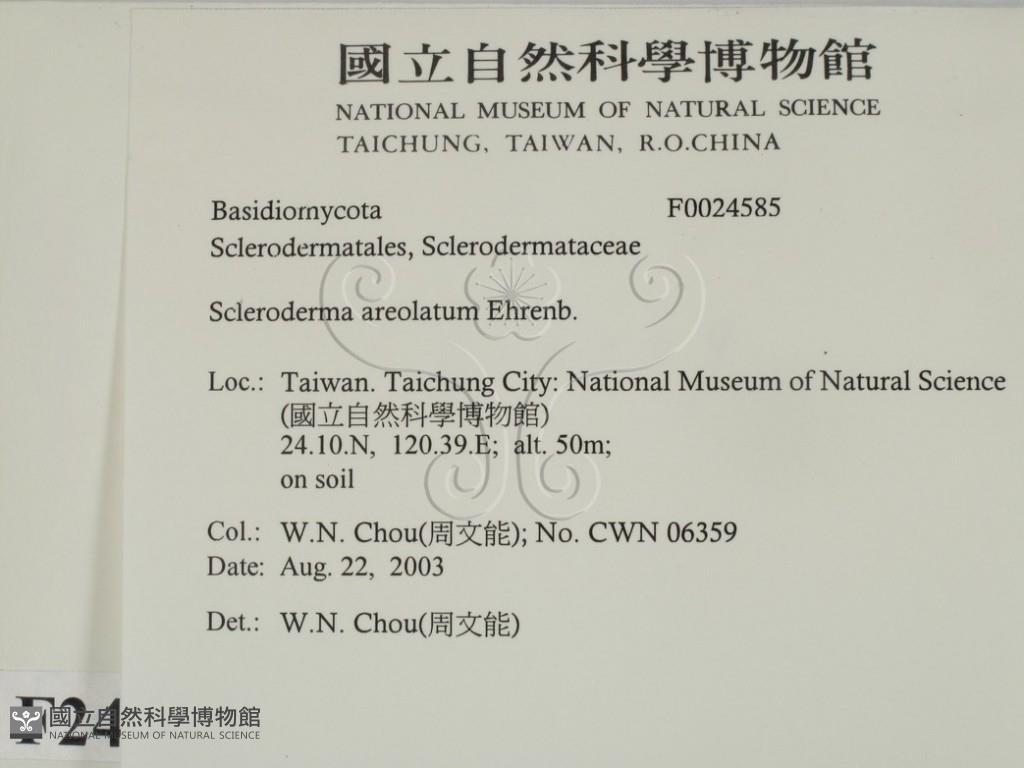 國立自然科學博物館
NATIONAL MUSEUM OF NATURAL SCIENCE
TAICHUNG, TAIWAN, R.O.CHINA
Basidiomycota F0024585
Sclerodermatales, Sclerodermataceae
Scleroderma areolatum Ehrenb.
Loc.: Taiwan. Taichung City: National Museum of Natural Science
(國立自然科學博物館)
24.10.N, 120.39.E; alt. 50m;
on soil
Col.: W.N. Chou(周文能); No. CWN 06359
Date: Aug. 22, 2003
Det.: W.N. Chou(周文能)
F24
國立自然科學博物館
NATIONAL MUSEUM OF NATURAL SCIENCE